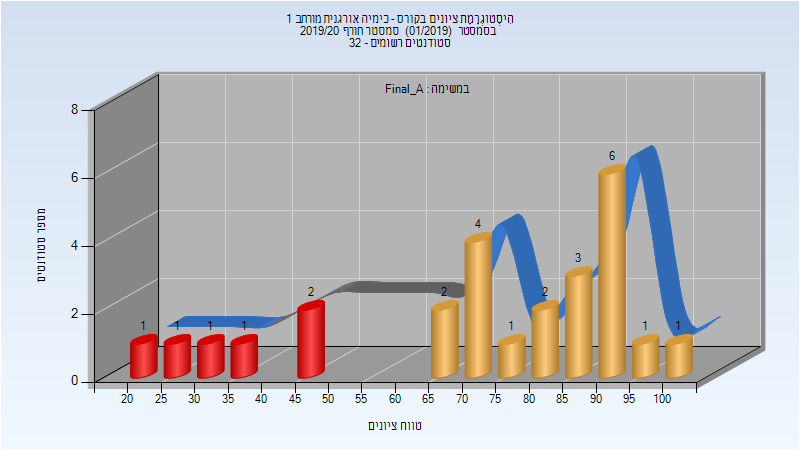 היסטוגרמת ציונים בקורס - כימיה אורגנית מורחב 1
בסמסטר (01/2019) סמסטר חורף 2019/20
סטודנטים רשומים - 32
במשימה : Final_A
מספר סטודנטים
8
6
4
2
0
1 1 1 1 2 2 4 1 2 3 6 1 1
20 25 30 35 40 45 50 55 60 65 70 75 80 85 90 95 100
טווח ציונים